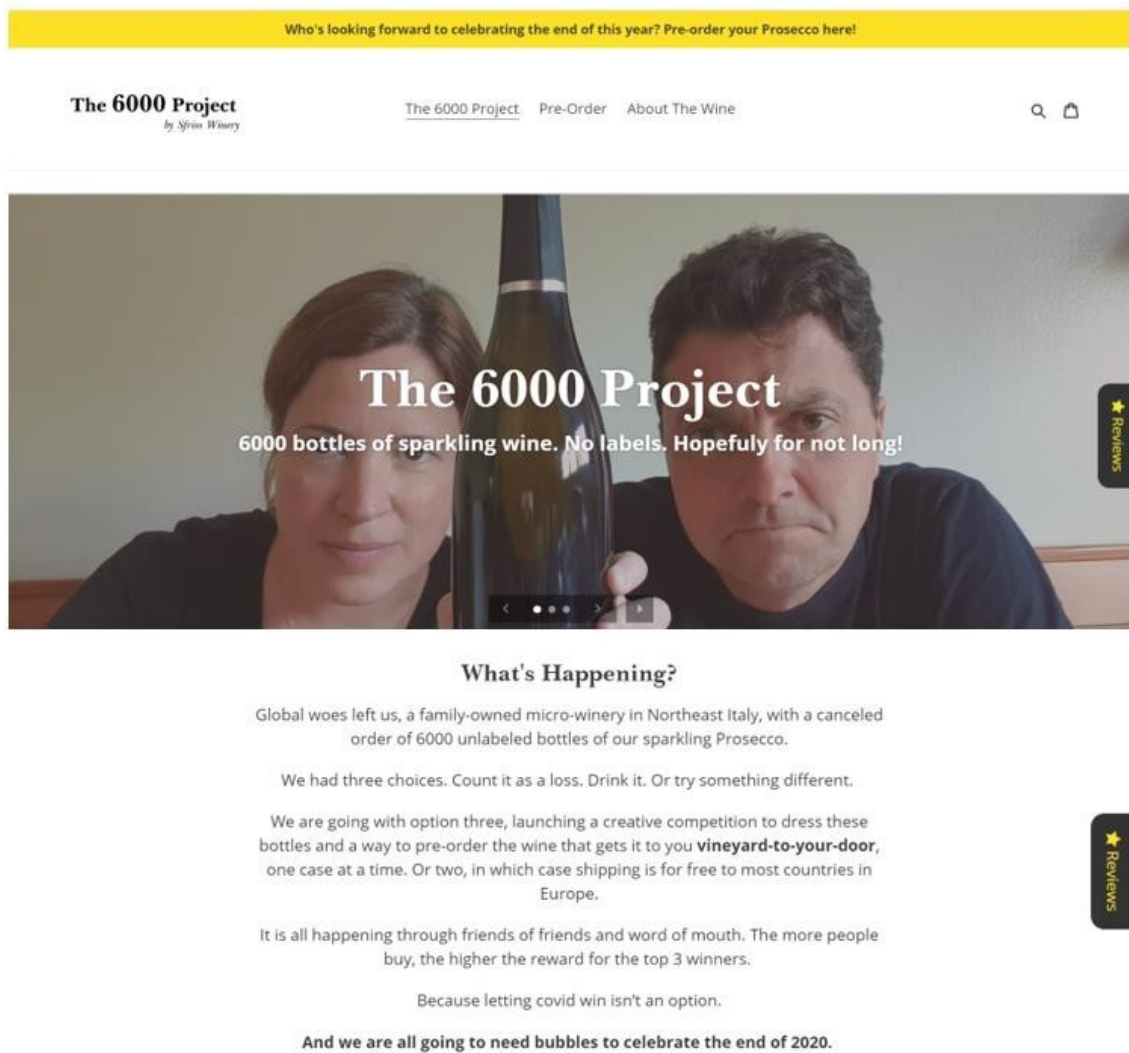 Who's looking forward to celebrating the end of this year? Pre-order your Prosecco here!
The 6000 Project
by Sfriso Winery
The 6000 Project
Pre-Order
About The Wine
The 6000 Project
6000 bottles of sparkling wine. No labels. Hopefuly for not long!
Reviews
What's Happening?
Global woes left us, a family-owned micro-winery in Northeast Italy, with a canceled
order of 6000 unlabeled bottles of our sparkling Prosecco.
We had three choices. Count it as a loss. Drink it. Or try something different.
We are going with option three, launching a creative competition to dress these
bottles and a way to pre-order the wine that gets it to you vineyard-to-your-door,
one case at a time. Or two, in which case shipping is for free to most countries in
Europe.
Reviews
It is all happening through friends of friends and word of mouth. The more people
buy, the higher the reward for the top 3 winners.
Because letting covid win isn't an option.
And we are all going to need bubbles to celebrate the end of 2020.